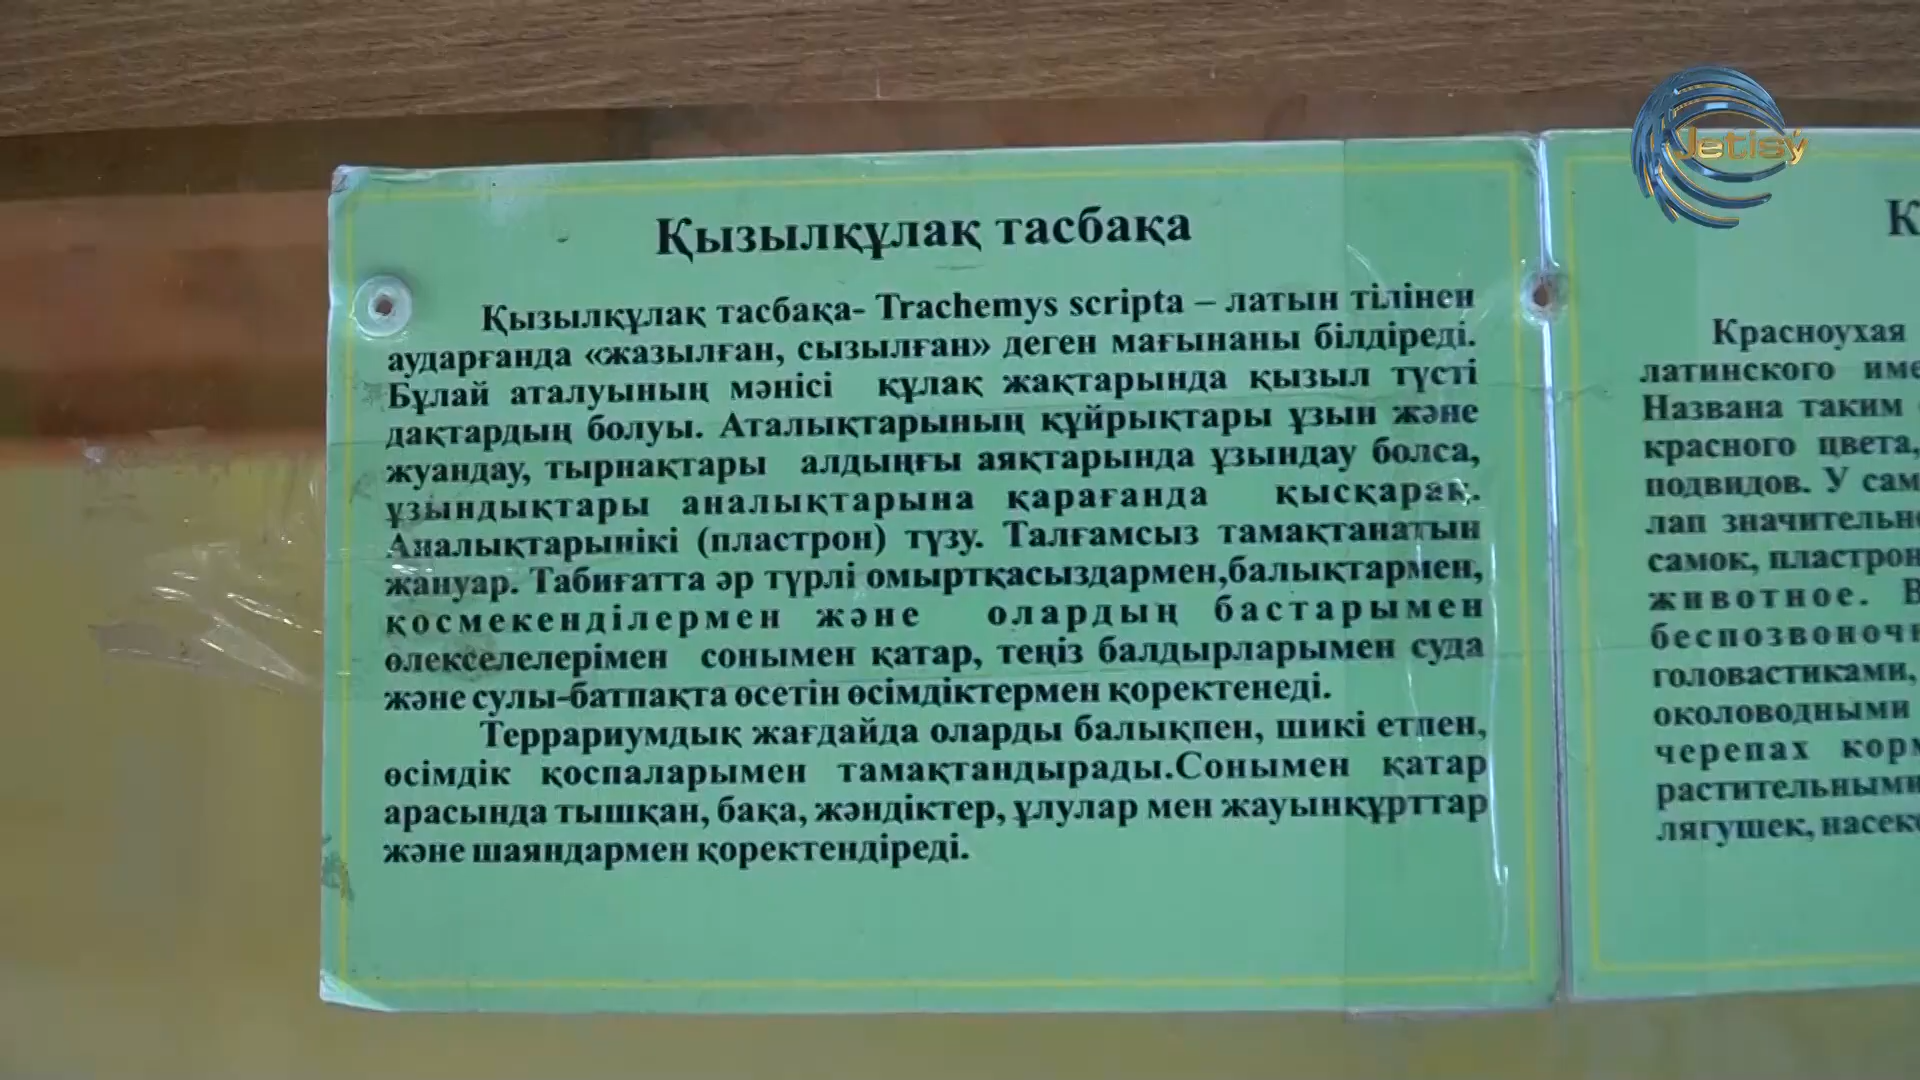 Jetisý
Қызылқұлақ тасбақа
Қызылқұлақ тасбақа- Trachemys scripta – латын тілінен
аударғанда «жазылған, сызылған» деген мағынаны білдіреді.
Бұлай аталуының мәнісі құлақ жақтарында қызыл түсті
дақтардың болуы. Аталықтарының құйрықтары ұзын және
жуандау, тырнақтары алдыңғы аяқтарында ұзындау болса,
ұзындықтары аналықтарына қарағанда қысқарақ.
Аналықтарынікі (пластрон) түзу. Талғамсыз тамақтанатын
жануар. Табиғатта әр түрлі омыртқасыздармен,балықтармен,
қосмекенділермен және олардың бастарымен
өлекселелерімен сонымен қатар, теңіз балдырларымен суда
және сулы-батпақта өсетін өсімдіктермен қоректенеді.
Террариумдық жағдайда оларды балықпен, шикі етпен,
өсімдік қоспаларымен тамақтандырады.Сонымен қатар
арасында тышқан, бақа, жәндіктер, ұлулар мен жауынқұрттар
және шаяндармен қоректендіреді.
К
Красноухая
латинского име
Названа таким
красного цвета,
подвидов. У сам
лап значительн
самок, пластрон
животное. В
беспозвоночн
головастиками,
околоводными
черепах корм
растительными
лягушек, насеко